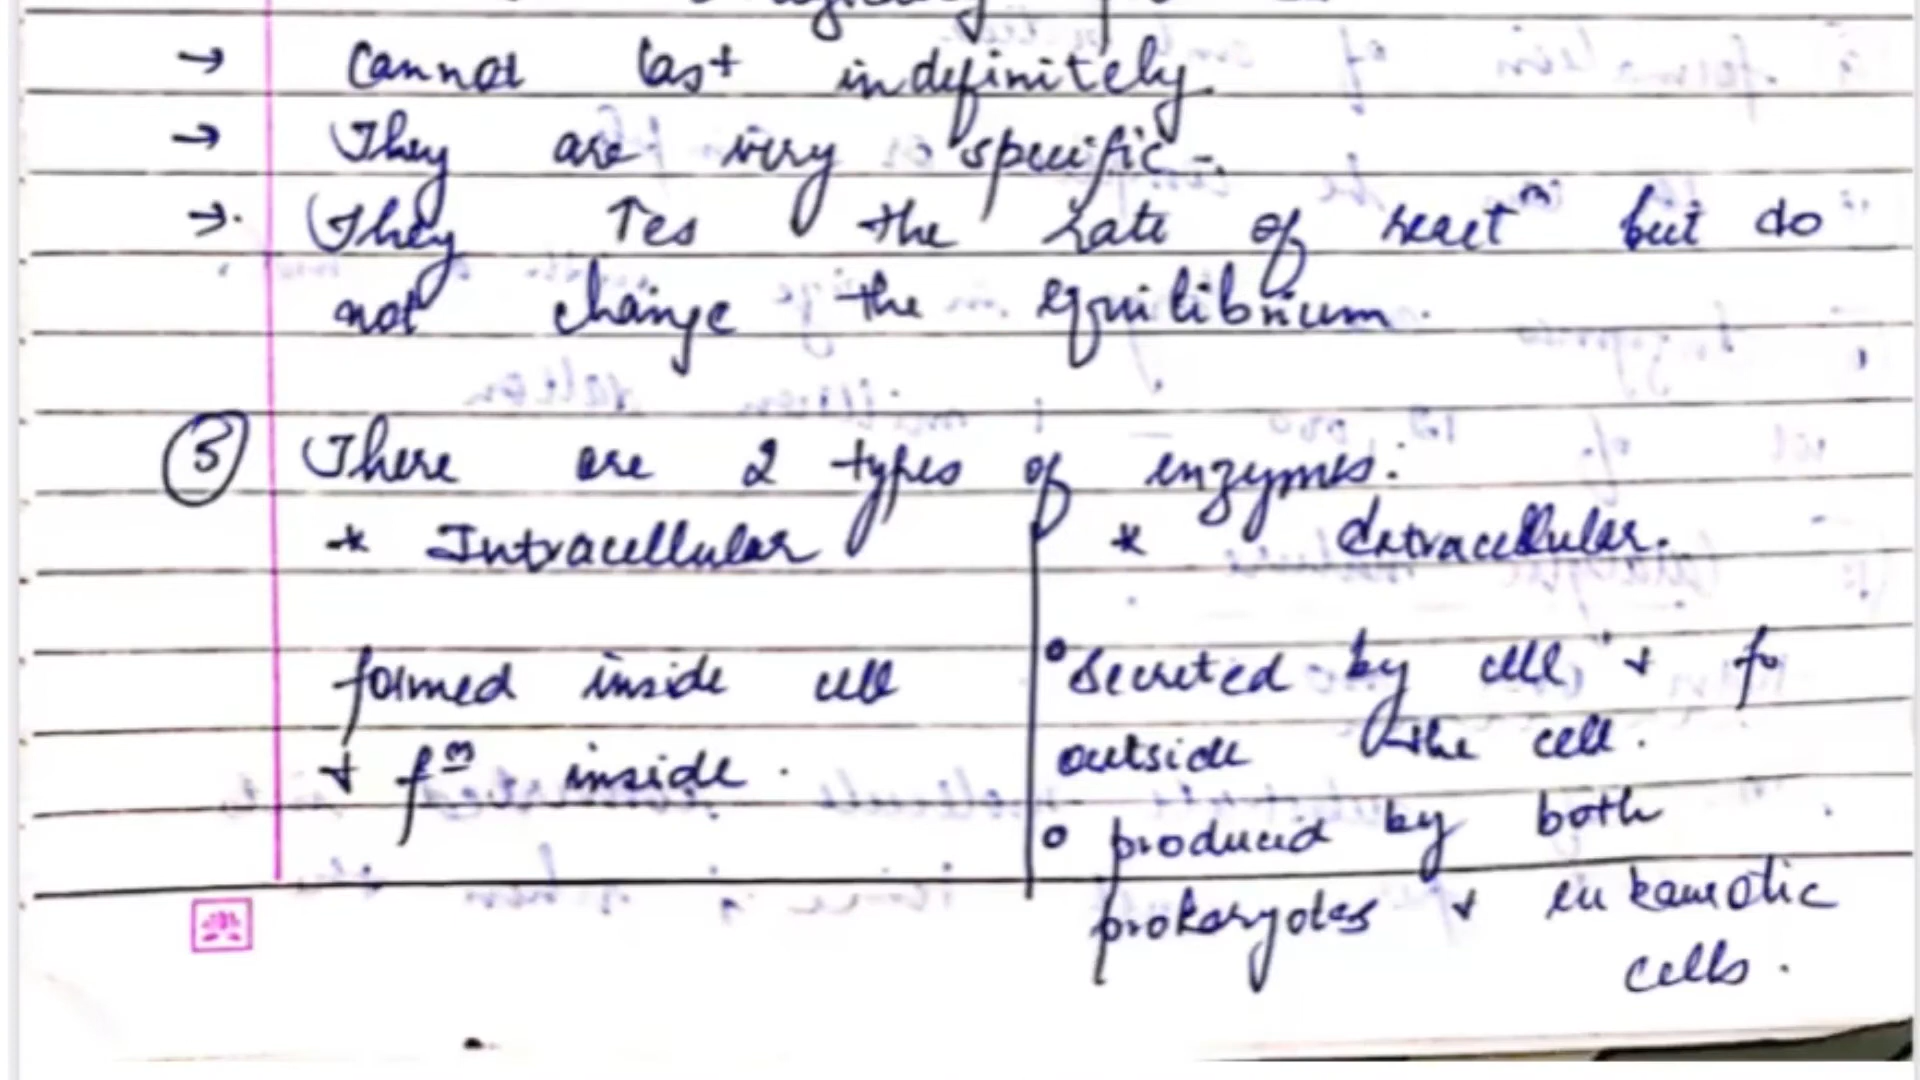 → Cannot last indefinitely.
→ They are very specific.
→ They ↑es the rate of reactⁿ but do
not change the equilibrium.
③ There are 2 types of enzymes:
* Intracellular
formed inside cell
+ fⁿ inside.
* Extracellular.
° secreted by cell + fⁿ
outside the cell.
° produced by both
prokaryotes + eukaryotic
cells.